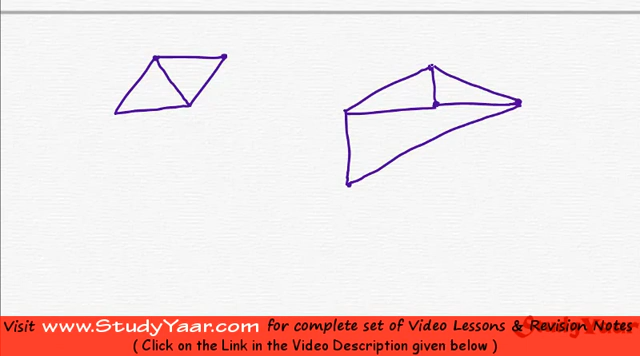 StudyYaar
Visit www.StudyYaar.com for complete set of Video Lessons & Revision Notes
( Click on the Link in the Video Description given below )